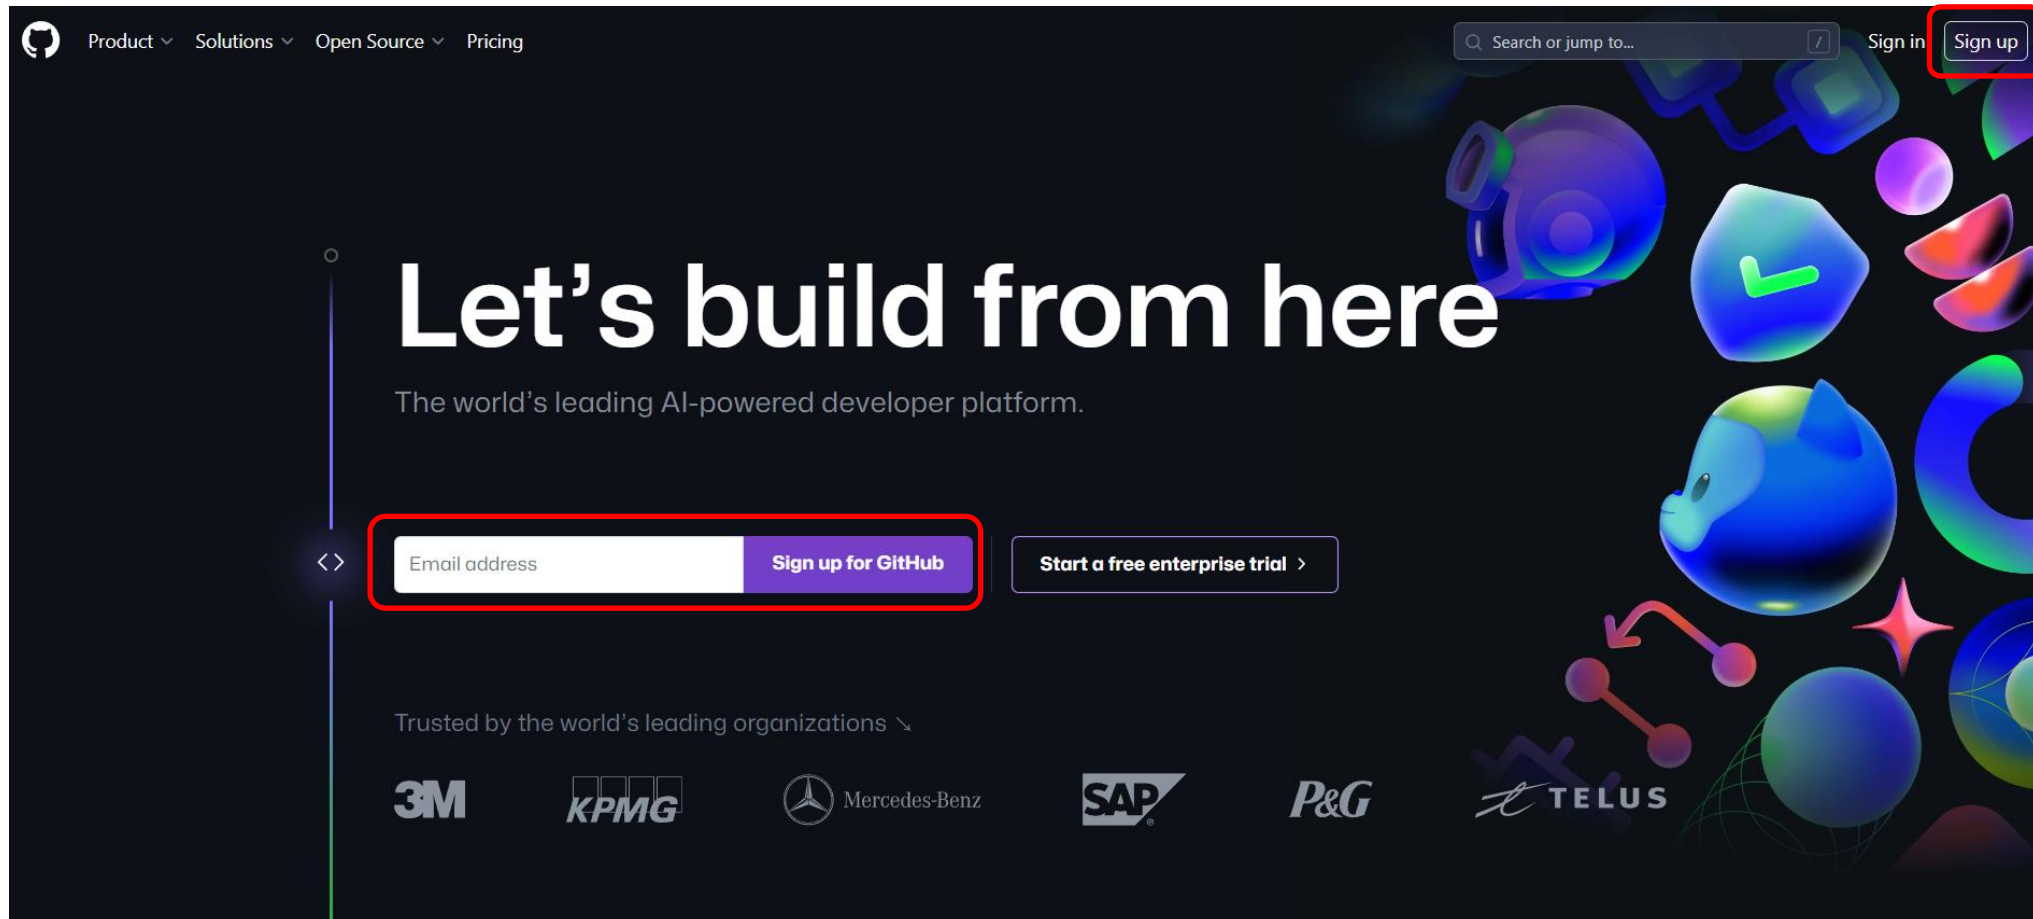 Product Solutions Open Source Pricing Search or jump to... / Sign in Sign up
Let’s build from here
The world’s leading AI-powered developer platform.
Email address Sign up for GitHub Start a free enterprise trial >
Trusted by the world’s leading organizations ↘
3M KPMG Mercedes-Benz SAP® P&G TELUS